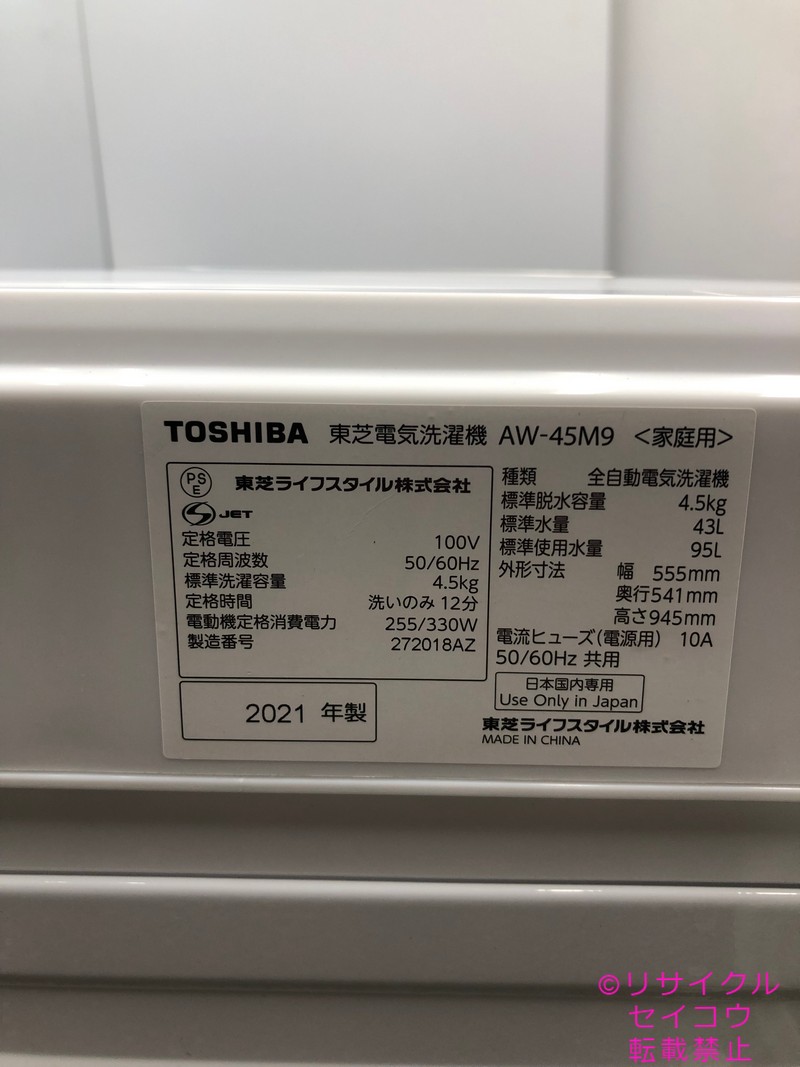 TOSHIBA 東芝電気洗濯機 AW-45M9 <家庭用>
PS
E
東芝ライフスタイル株式会社
S JET
定格電圧 100V
定格周波数 50/60Hz
標準洗濯容量 4.5kg
定格時間 洗いのみ 12分
電動機定格消費電力 255/330W
製造番号 272018AZ
2021 年製
種類 全自動電気洗濯機
標準脱水容量 4.5kg
標準水量 43L
標準使用水量 95L
外形寸法 幅 555mm
奥行541mm
高さ945mm
電流ヒューズ(電源用) 10A
50/60Hz 共用
日本国内専用
Use Only in Japan
東芝ライフスタイル株式会社
MADE IN CHINA
©リサイクル
セイコウ
転載禁止